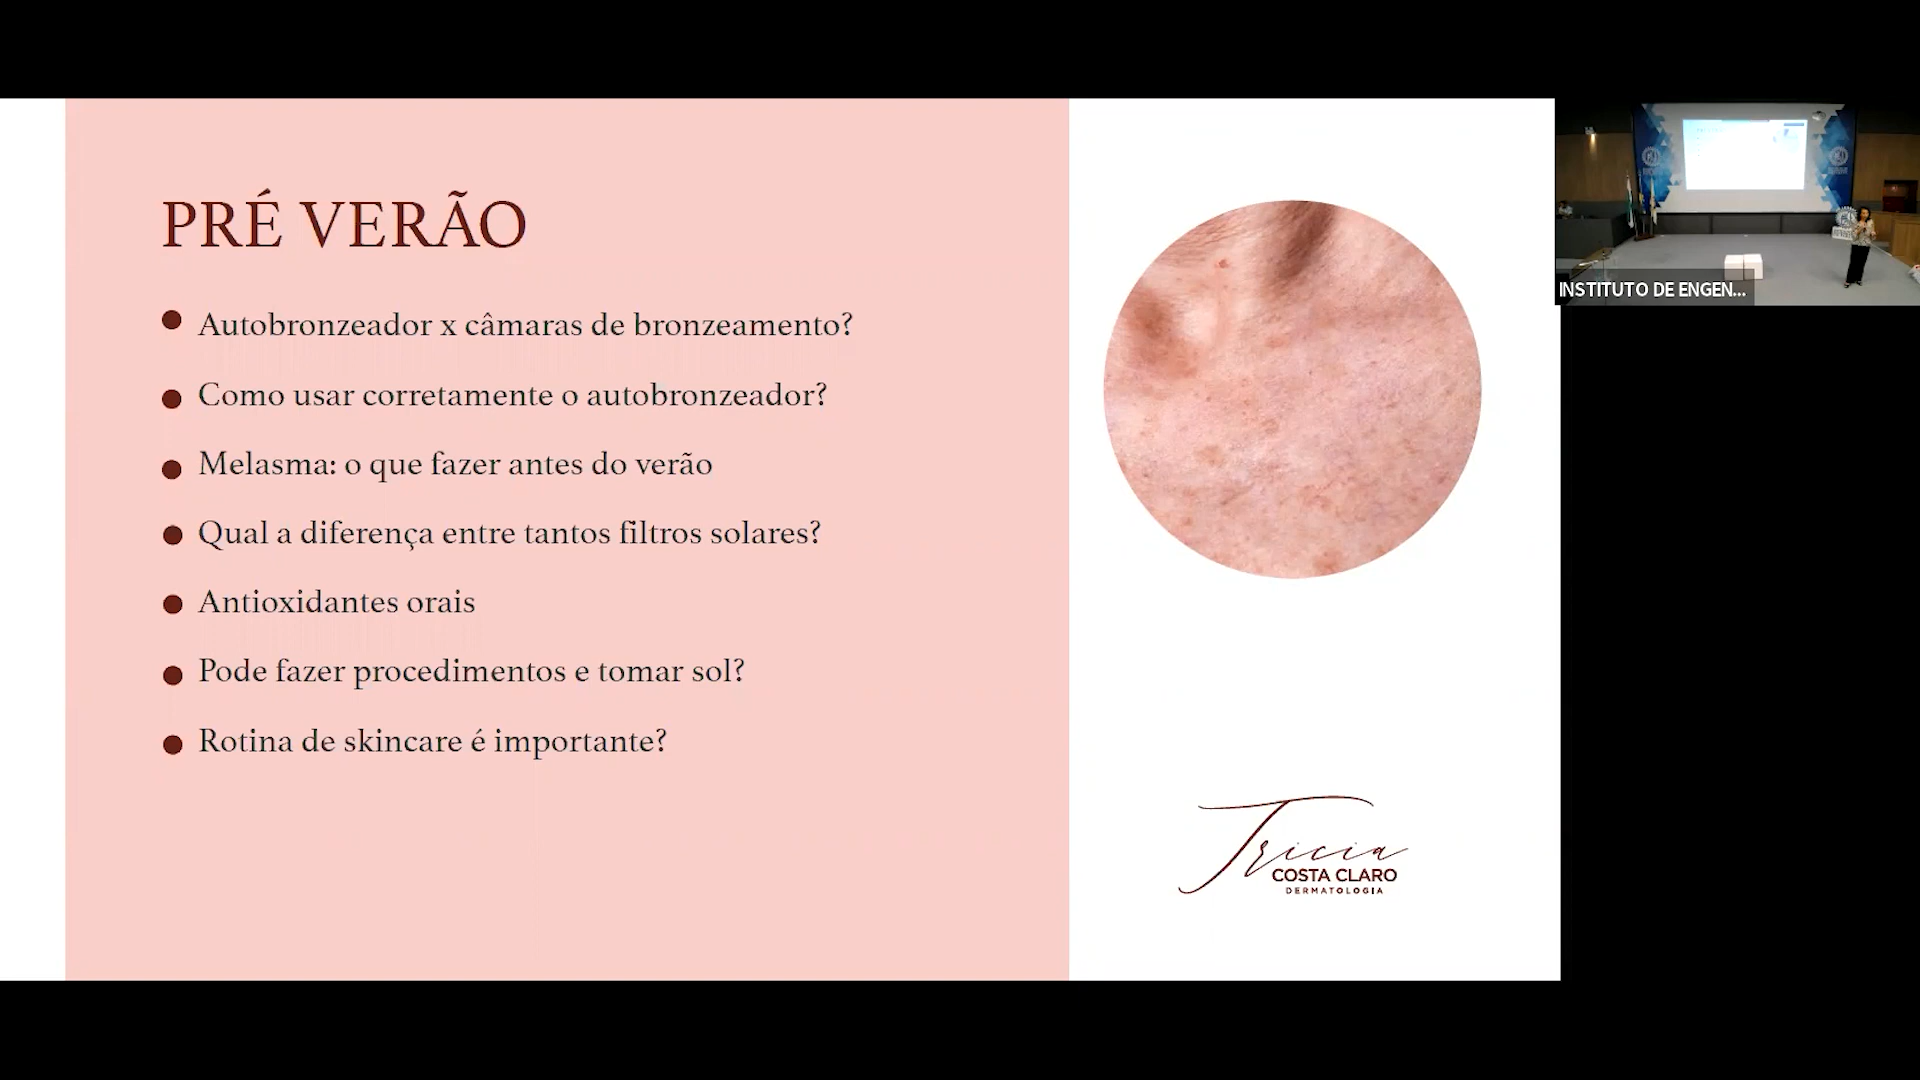 PRÉ VERÃO
Autobronzeador x câmaras de bronzeamento?
Como usar corretamente o autobronzeador?
Melasma: o que fazer antes do verão
Qual a diferença entre tantos filtros solares?
Antioxidantes orais
Pode fazer procedimentos e tomar sol?
Rotina de skincare é importante?
Tricia
COSTA CLARO
DERMATOLOGIA
INSTITUTO DE ENGEN...